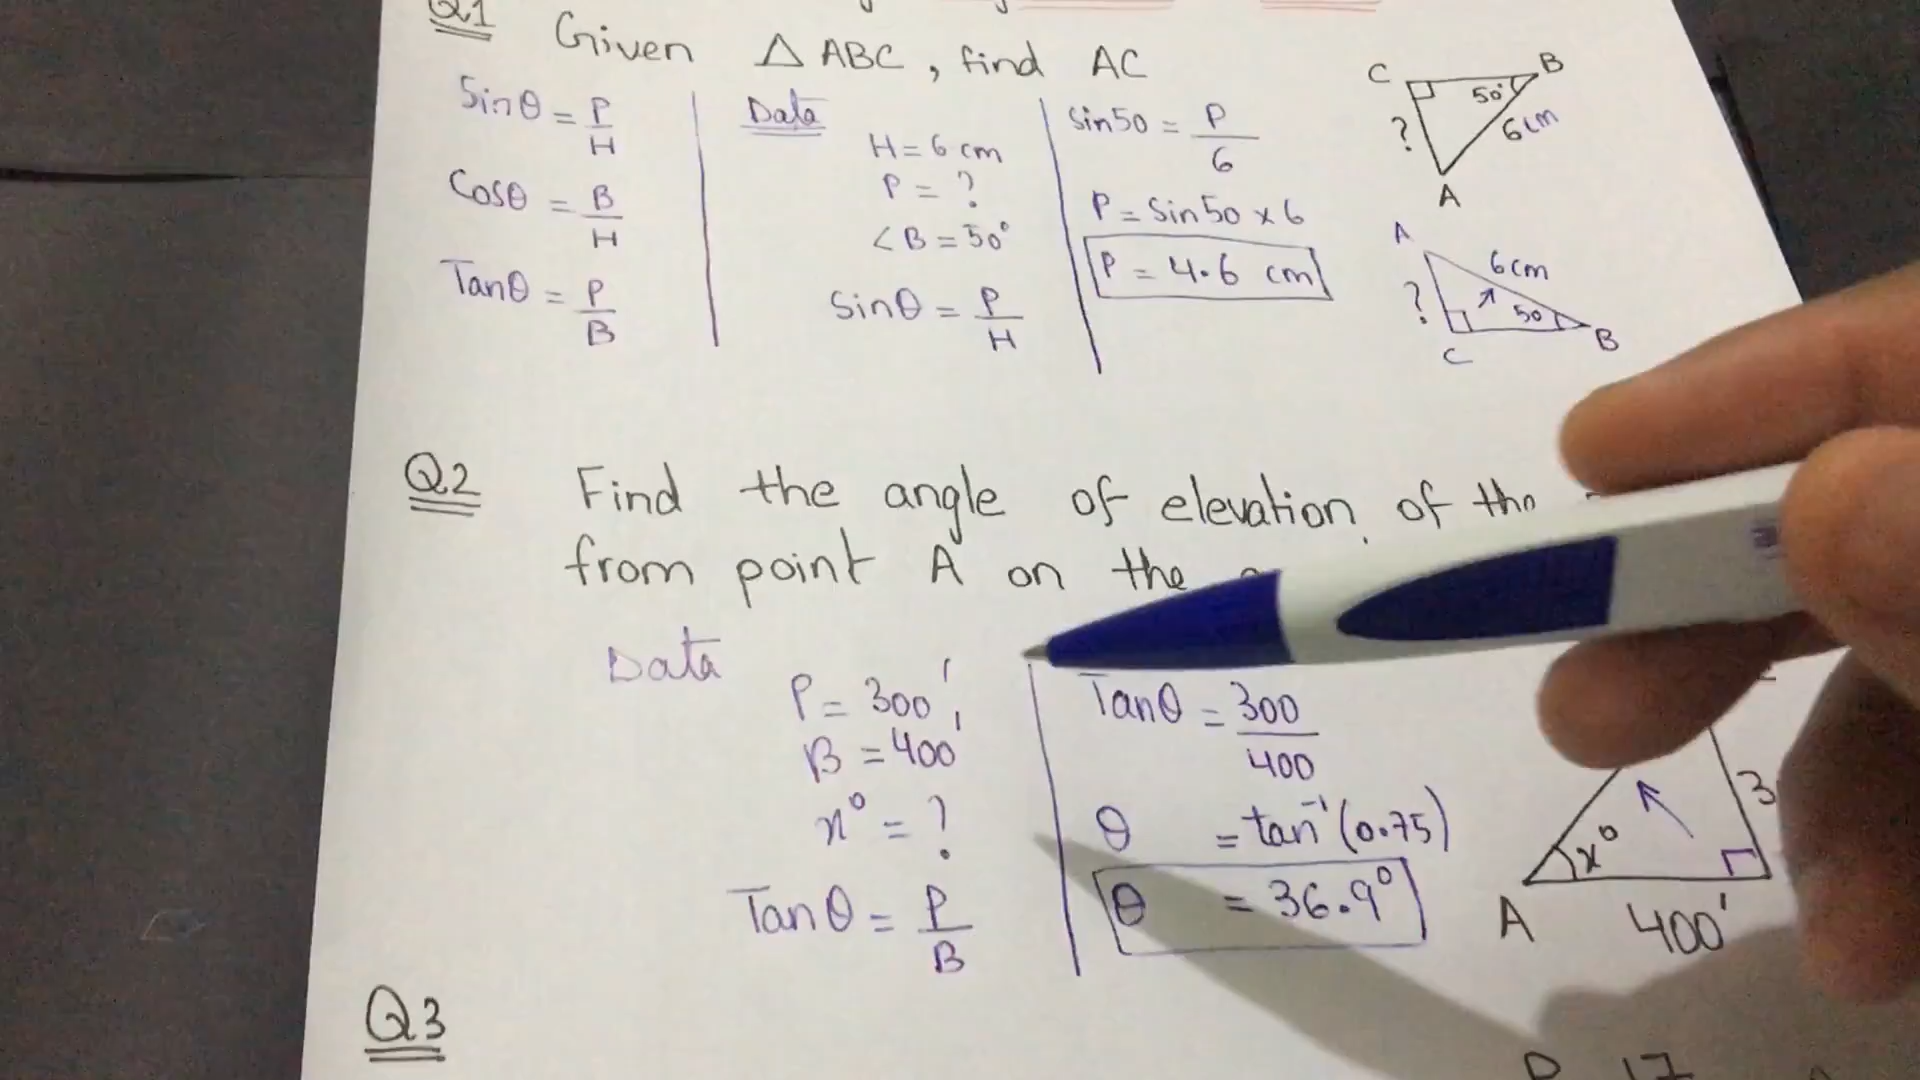 Q1 Given △ABC, find AC
Sinθ = P/H
Cosθ = B/H
Tanθ = P/B
Data
H = 6 cm
P = ?
<B = 50°
Sinθ = P/H
Sin50 = P/6
P = Sin50 x 6
P = 4.6 cm
C B
50°
? 6cm
A
A
6cm
? 50
C B
Q2 Find the angle of elevation of the
from point A on the
Data
P = 300'
B = 400'
x° = ?
Tanθ = P/B
Tanθ = 300/400
θ = tan⁻¹(0.75)
θ = 36.9°
3
x°
A 400'
Q3
17